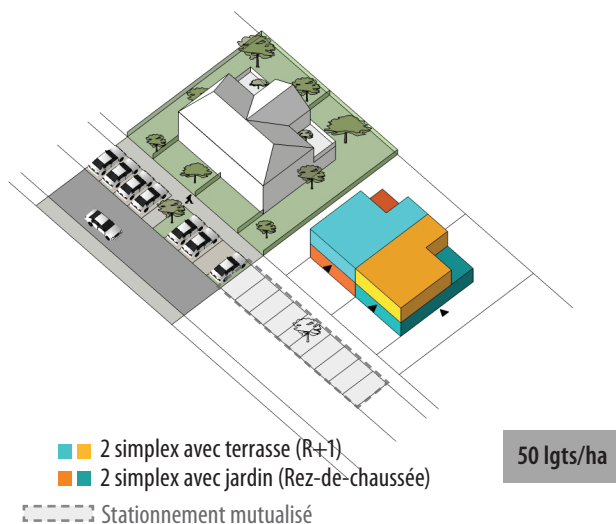 2 simplex avec terrasse (R+1)
2 simplex avec jardin (Rez-de-chaussée)
Stationnement mutualisé
50 lgts/ha